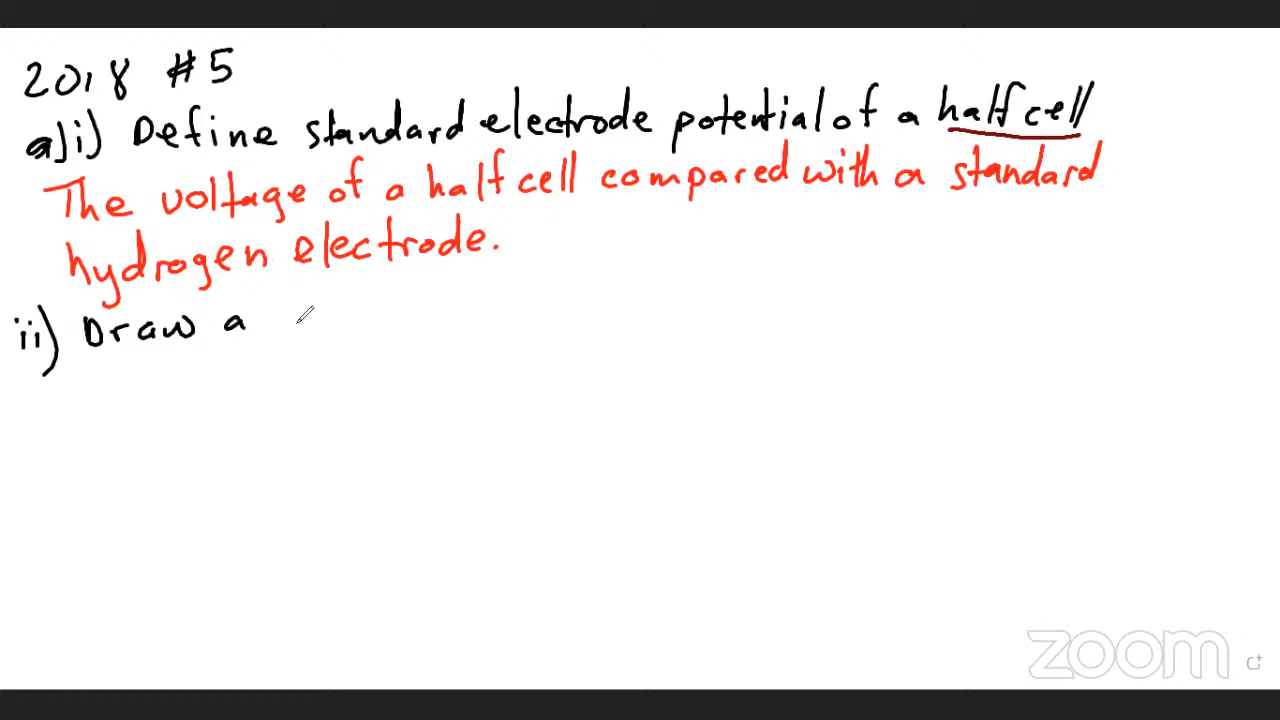 2018 #5
a)i) Define standard electrode potential of a half cell
The voltage of a half cell compared with a standard
hydrogen electrode.
ii) Draw a
zoom